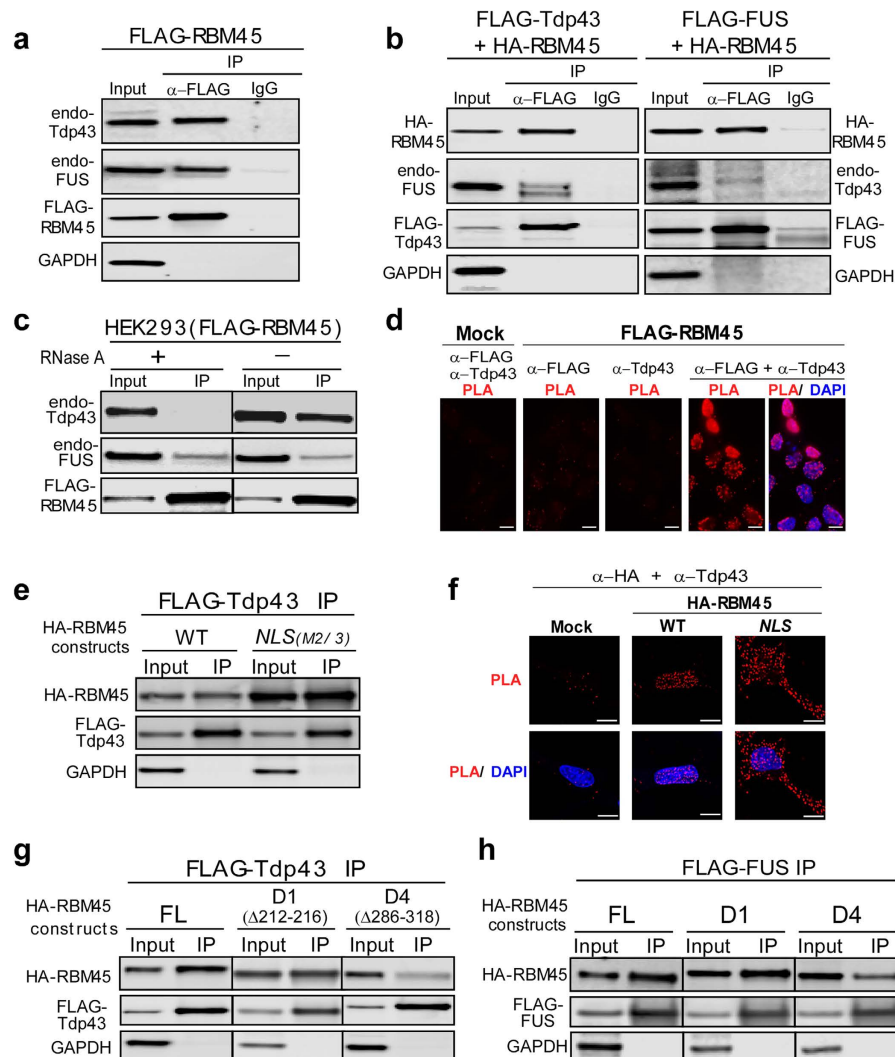 a
FLAG-RBM45
IP
Input α–FLAG IgG
endo-
Tdp43
endo-
FUS
FLAG-
RBM45
GAPDH
b
FLAG-Tdp43
+ HA-RBM45
FLAG-FUS
+ HA-RBM45
IP
IP
Input α–FLAG IgG
Input α–FLAG IgG
HA-
RBM45
endo-
FUS
FLAG-
Tdp43
GAPDH
HA-
RBM45
endo-
Tdp43
FLAG-
FUS
GAPDH
c
HEK293(FLAG-RBM45)
RNase A + –
Input IP Input IP
endo-
Tdp43
endo-
FUS
FLAG-
RBM45
d
Mock
FLAG-RBM45
α–FLAG
α–Tdp43
α–FLAG α–Tdp43 α–FLAG + α–Tdp43
PLA PLA PLA PLA PLA/ DAPI
e
FLAG-Tdp43 IP
HA-RBM45
constructs
WT NLS(M2/3)
Input IP Input IP
HA-RBM45
FLAG-
Tdp43
GAPDH
f
α–HA + α–Tdp43
HA-RBM45
Mock WT NLS
PLA
PLA/ DAPI
g
FLAG-Tdp43 IP
HA-RBM45
constructs
FL
D1
(Δ212-216)
D4
(Δ286-318)
Input IP Input IP Input IP
HA-RBM45
FLAG-
Tdp43
GAPDH
h
FLAG-FUS IP
HA-RBM45
constructs
FL D1 D4
Input IP Input IP Input IP
HA-RBM45
FLAG-
FUS
GAPDH